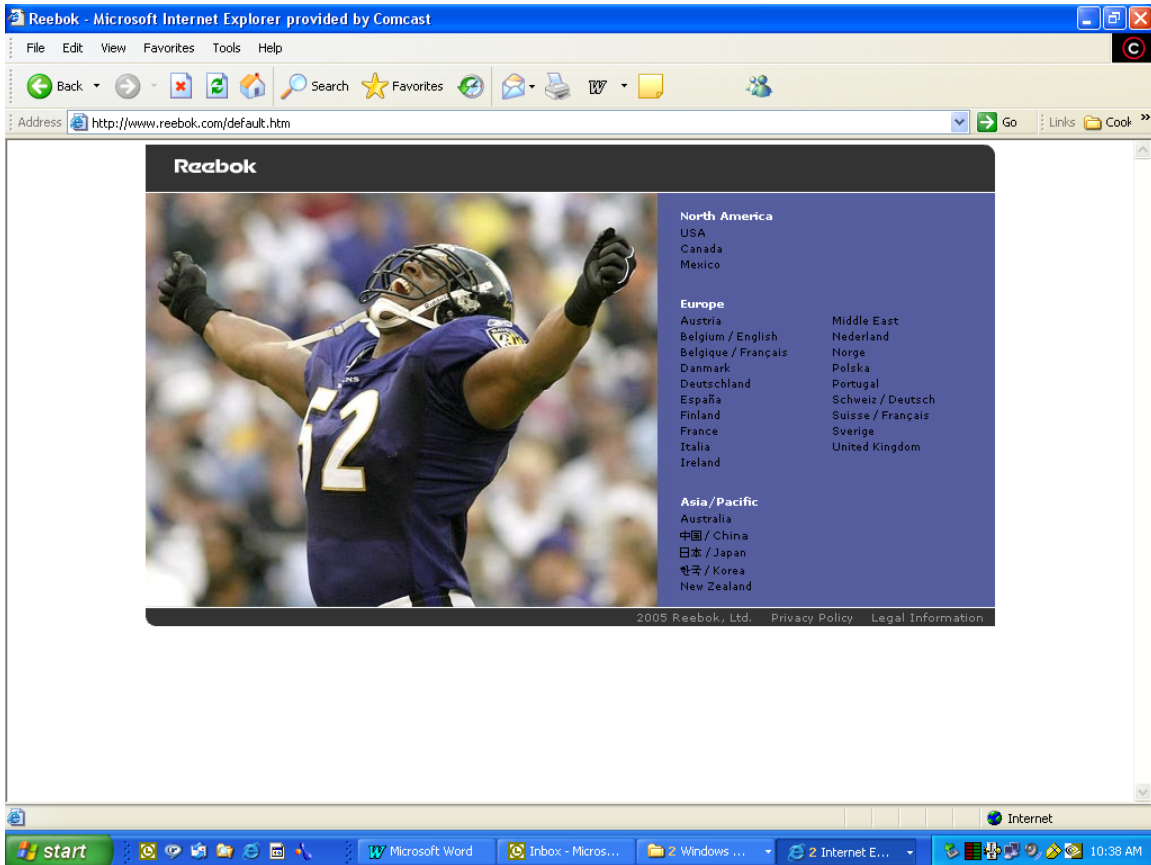 Reebok - Microsoft Internet Explorer provided by Comcast
File Edit View Favorites Tools Help
Back Search Favorites
Address http://www.reebok.com/default.htm Go Links Cook »
Reebok
North America
USA
Canada
Mexico
Europe
Austria
Belgium / English
Belgique / Français
Danmark
Deutschland
España
Finland
France
Italia
Ireland
Middle East
Nederland
Norge
Polska
Portugal
Schweiz / Deutsch
Suisse / Français
Sverige
United Kingdom
Asia/Pacific
Australia
中国 / China
日本 / Japan
한국 / Korea
New Zealand
52
2005 Reebok, Ltd. Privacy Policy Legal Information
Internet
start Microsoft Word Inbox - Micros... 2 Windows ... 2 Internet E... 10:38 AM